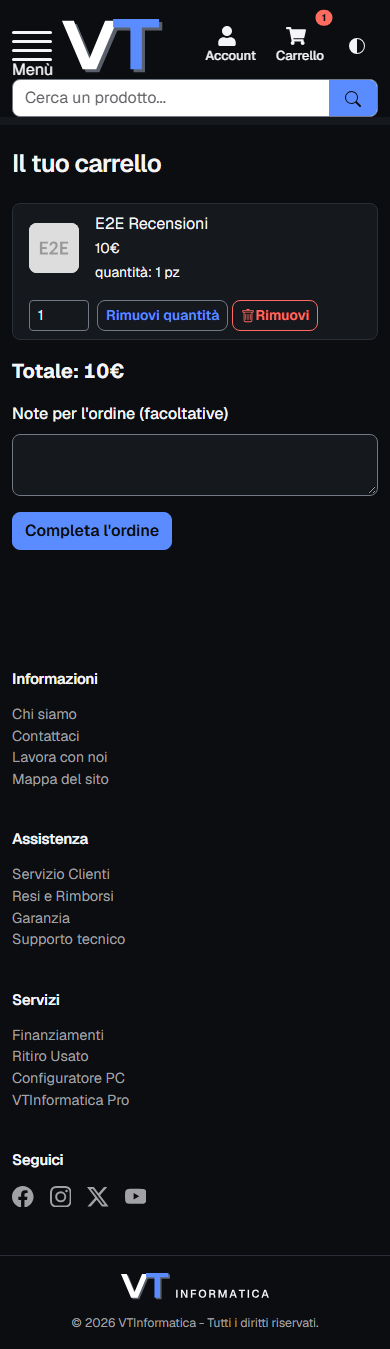 Menù
VT
Account
Carrello
1
Cerca un prodotto...
Il tuo carrello
E2E
E2E Recensioni
10€
quantità: 1 pz
1
Rimuovi quantità
Rimuovi
Totale: 10€
Note per l'ordine (facoltative)
Completa l'ordine
Informazioni
Chi siamo
Contattaci
Lavora con noi
Mappa del sito
Assistenza
Servizio Clienti
Resi e Rimborsi
Garanzia
Supporto tecnico
Servizi
Finanziamenti
Ritiro Usato
Configuratore PC
VTInformatica Pro
Seguici
VT INFORMATICA
© 2026 VTInformatica - Tutti i diritti riservati.